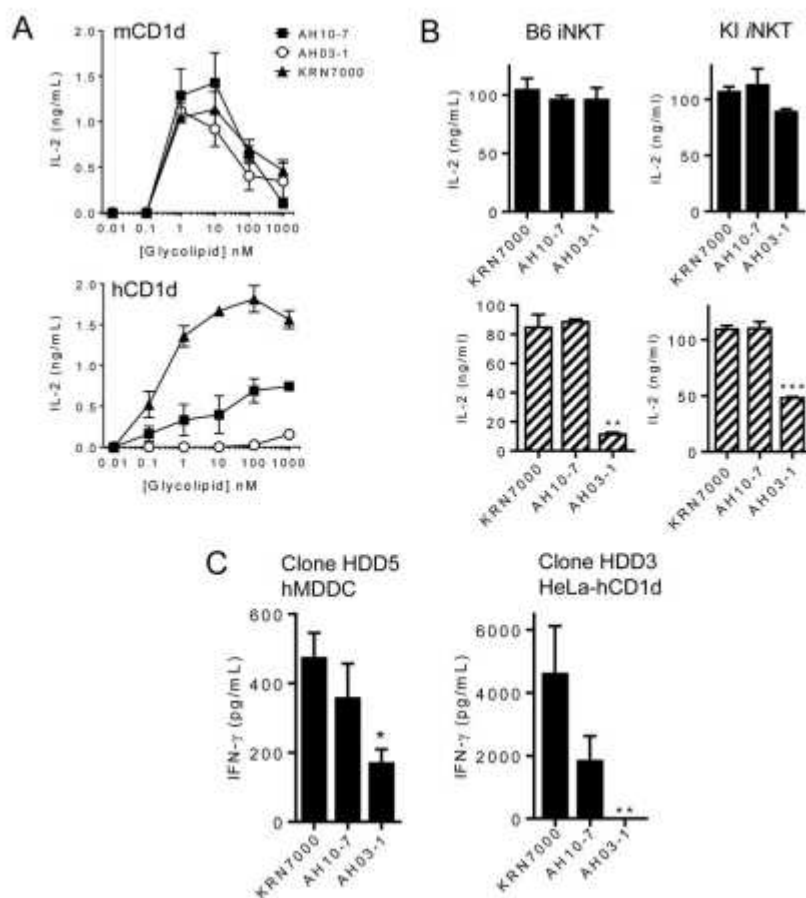 A
mCD1d
AH10-7
AH03-1
KRN7000
IL-2 (ng/mL)
2.0
1.5
1.0
0.5
0.0
0.01 0.1 1 10 100 1000
[Glycolipid] nM
hCD1d
IL-2 (ng/mL)
2.0
1.5
1.0
0.5
0.0
0.01 0.1 1 10 100 1000
[Glycolipid] nM
B
B6 iNKT
IL-2 (ng/ml)
100
50
0
KRN7000
AH10-7
AH03-1
KI iNKT
IL-2 (ng/ml)
100
50
0
KRN7000
AH10-7
AH03-1
IL-2 (ng/ml)
100
80
60
40
20
0
**
KRN7000
AH10-7
AH03-1
IL-2 (ng/ml)
100
50
0
***
KRN7000
AH10-7
AH03-1
C
Clone HDD5
hMDDC
IFN-γ (pg/mL)
600
400
200
0
*
KRN7000
AH10-7
AH03-1
Clone HDD3
HeLa-hCD1d
IFN-γ (pg/mL)
6000
4000
2000
0
**
KRN7000
AH10-7
AH03-1